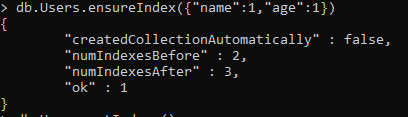 > db.Users.ensureIndex({"name":1,"age":1})
{
"createdCollectionAutomatically" : false,
"numIndexesBefore" : 2,
"numIndexesAfter" : 3,
"ok" : 1
}